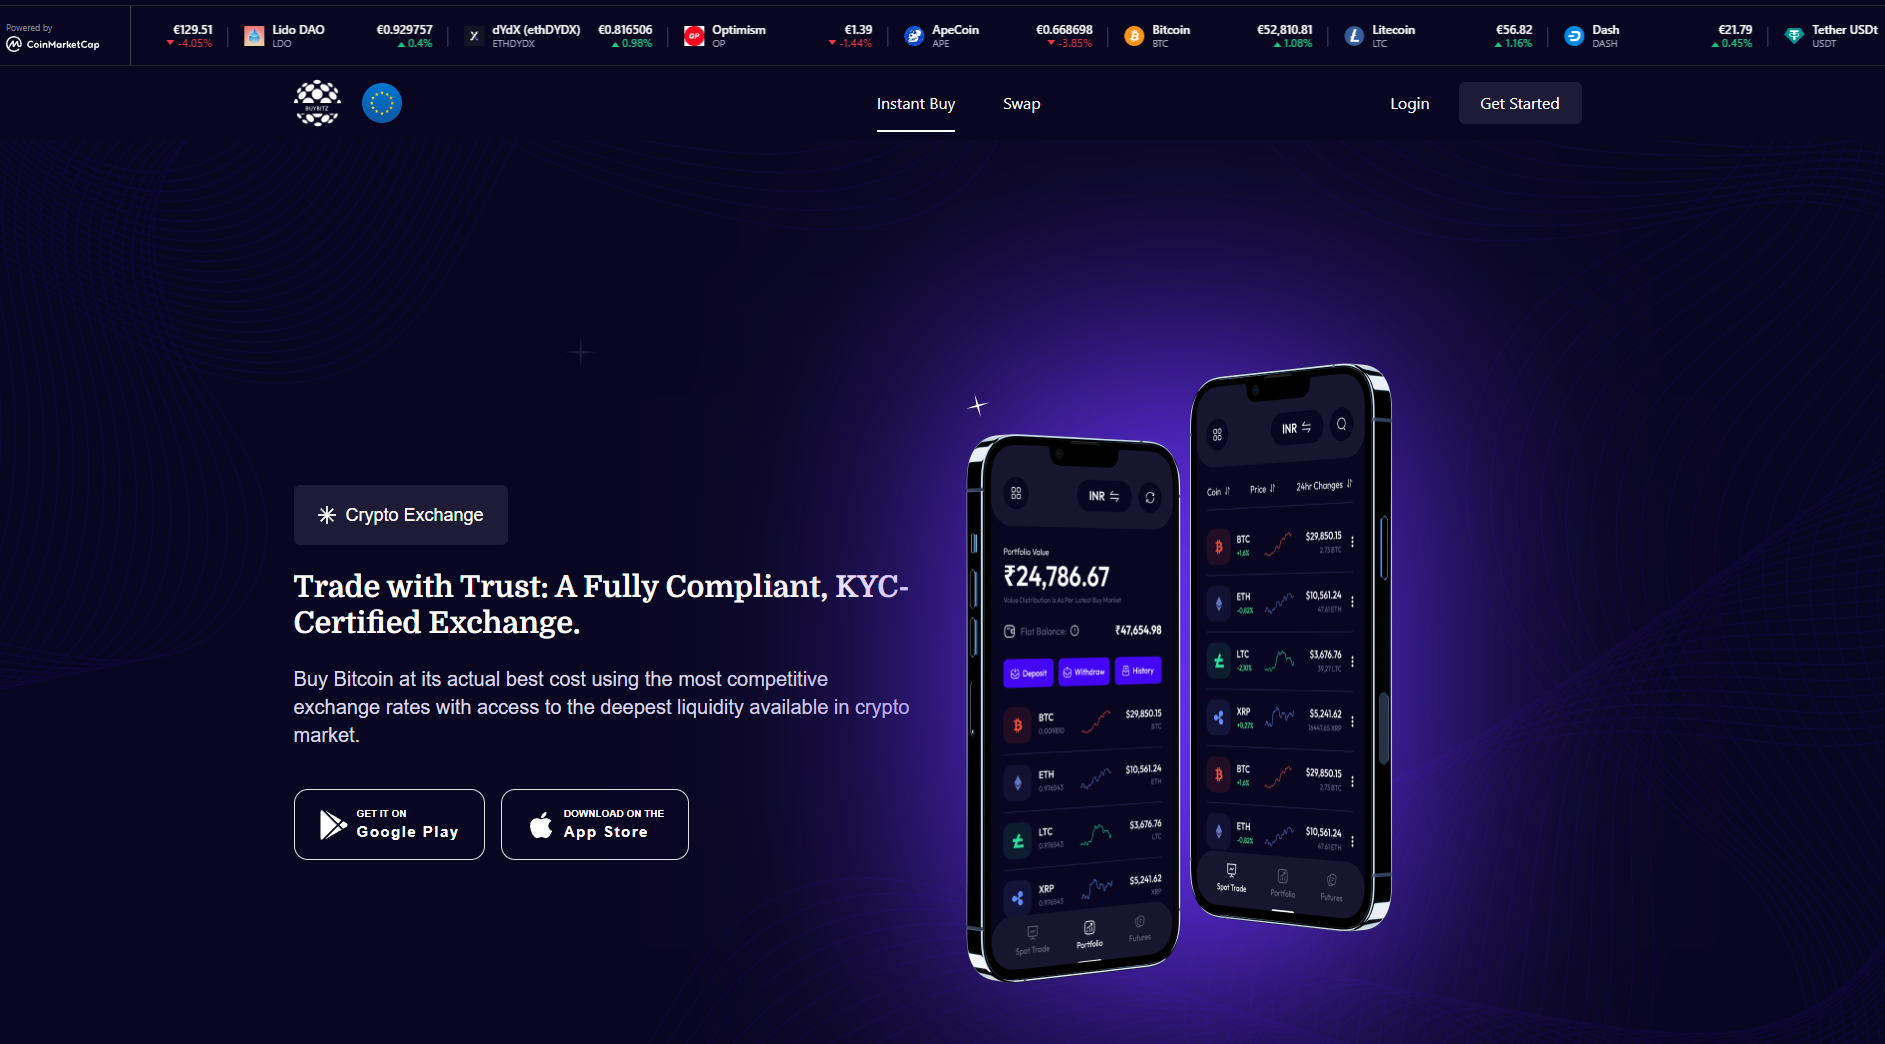 Powered by
CoinMarketCap
€129.51
-4.05%
Lido DAO
LDO
€0.929757
0.4%
dYdX (ethDYDX)
ETHDYDX
€0.816506
0.98%
Optimism
OP
€1.39
-1.44%
ApeCoin
APE
€0.668698
-3.85%
Bitcoin
BTC
€52,810.81
1.08%
Litecoin
LTC
€56.82
1.16%
Dash
DASH
€21.79
0.45%
Tether USDt
USDT
BUYBITZ
Instant Buy
Swap
Login
Get Started
Crypto Exchange
Trade with Trust: A Fully Compliant, KYC-
Certified Exchange.
Buy Bitcoin at its actual best cost using the most competitive
exchange rates with access to the deepest liquidity available in crypto
market.
GET IT ON
Google Play
DOWNLOAD ON THE
App Store
INR
Portfolio Value
₹24,786.67
Value Distribution Is As Per Latest Buy Market
Fiat Balance:
₹47,654.98
Deposit
Withdraw
History
BTC
$29,850.15
0.009810
BTC
ETH
$10,561.24
0.976543
ETH
LTC
$3,676.76
0.976543
LTC
XRP
$5,241.62
0.976543
XRP
Spot Trade
Portfolio
Futures
INR
Coin
Price
24hr Changes
BTC
$29,850.15
+1.6%
2.73 BTC
ETH
$10,561.24
-0.82%
47.61 ETH
LTC
$3,676.76
-2.10%
39.27 LTC
XRP
$5,241.62
+0.27%
16447.65 XRP
BTC
$29,850.15
+1.6%
2.73 BTC
ETH
$10,561.24
-0.82%
47.61 ETH
Spot Trade
Portfolio
Futures